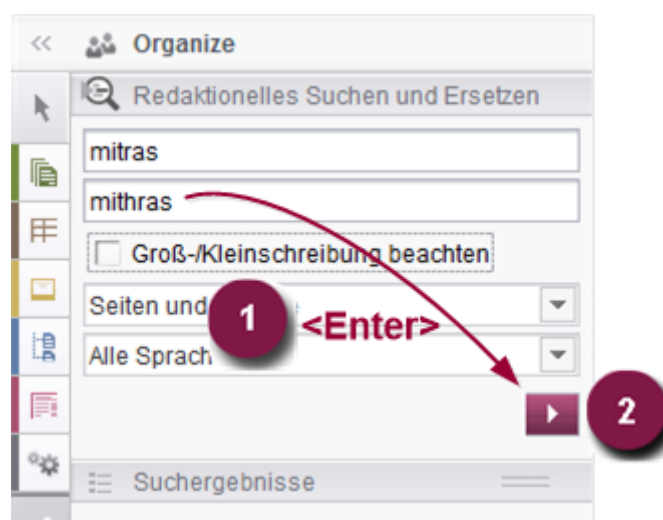 Organize
Redaktionelles Suchen und Ersetzen
mitras
mithras
Groß-/Kleinschreibung beachten
Seiten und
1 <Enter>
Alle Sprach
2
Suchergebnisse